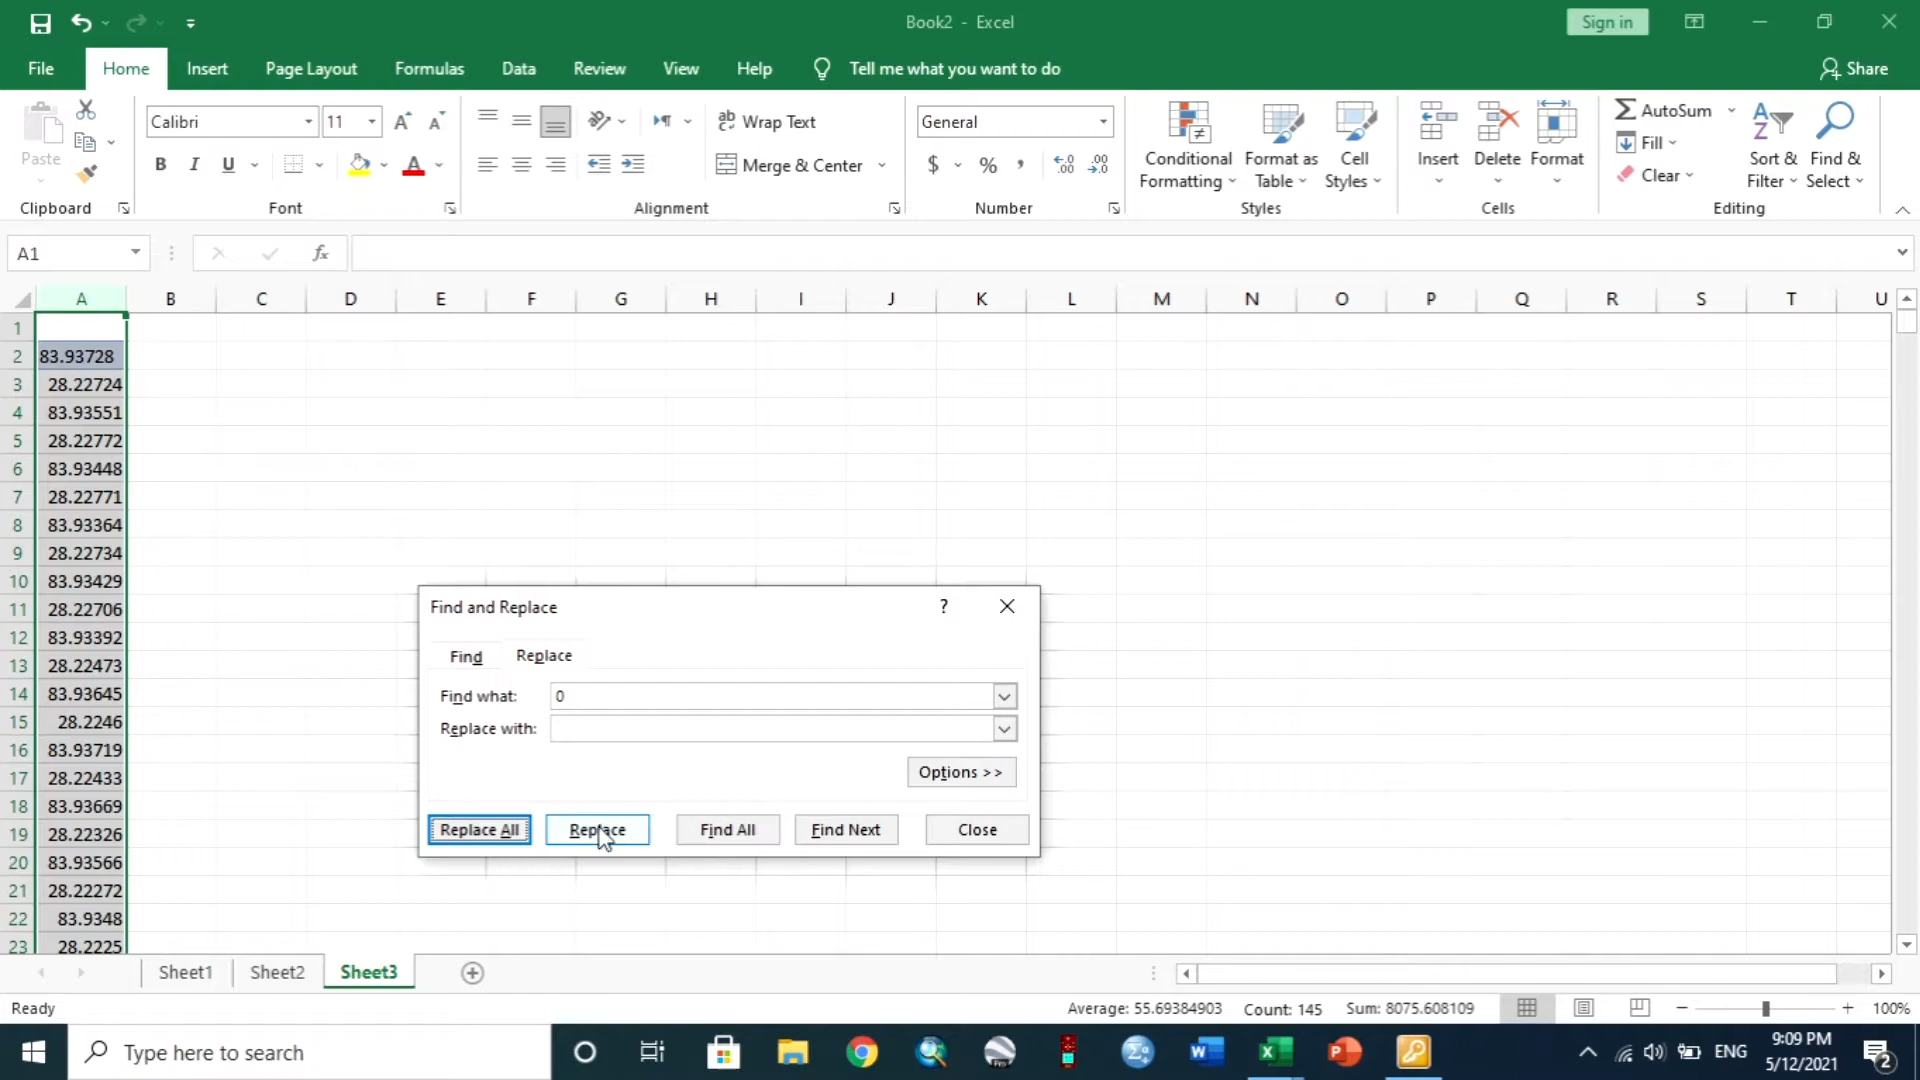 Book2 - Excel
Sign in
File Home Insert Page Layout Formulas Data Review View Help Tell me what you want to do Share
Calibri 11 Wrap Text General AutoSum
Paste B I U Merge & Center $ % , Conditional Formatting Format as Table Cell Styles Insert Delete Format Fill Clear Sort & Filter Find & Select
Clipboard Font Alignment Number Styles Cells Editing
A1 fx
A B C D E F G H I J K L M N O P Q R S T U
1
2 83.93728
3 28.22724
4 83.93551
5 28.22772
6 83.93448
7 28.22771
8 83.93364
9 28.22734
10 83.93429
11 28.22706
12 83.93392
13 28.22473
14 83.93645
15 28.2246
16 83.93719
17 28.22433
18 83.93669
19 28.22326
20 83.93566
21 28.22272
22 83.9348
23 28.2225
Find and Replace ?
Find Replace
Find what: 0
Replace with:
Options >>
Replace All Replace Find All Find Next Close
Sheet1 Sheet2 Sheet3
Ready Average: 55.69384903 Count: 145 Sum: 8075.608109 100%
Type here to search ENG 9:09 PM
5/12/2021 2